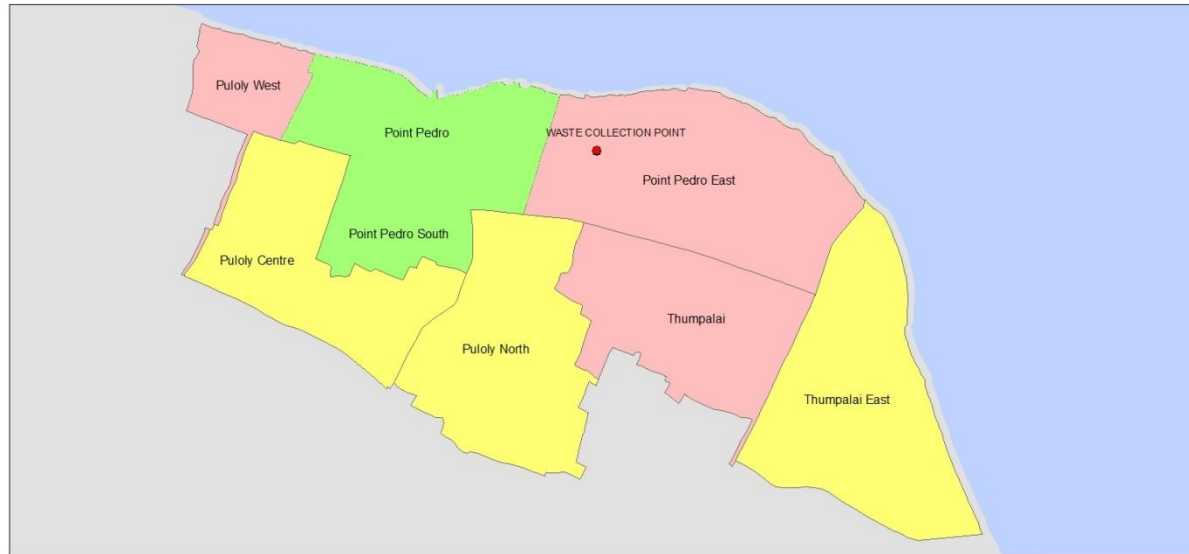 Puloly West
Point Pedro
WASTE COLLECTION POINT
Point Pedro East
Point Pedro South
Puloly Centre
Thumpalai
Puloly North
Thumpalai East